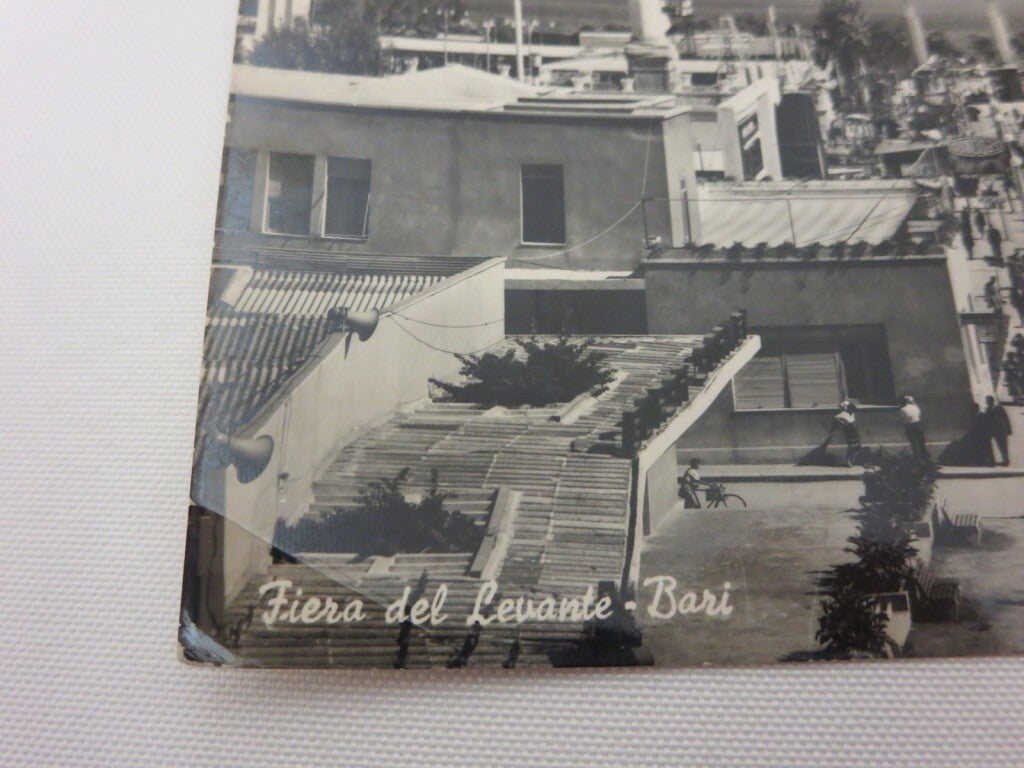 Fiera del Levante - Bari